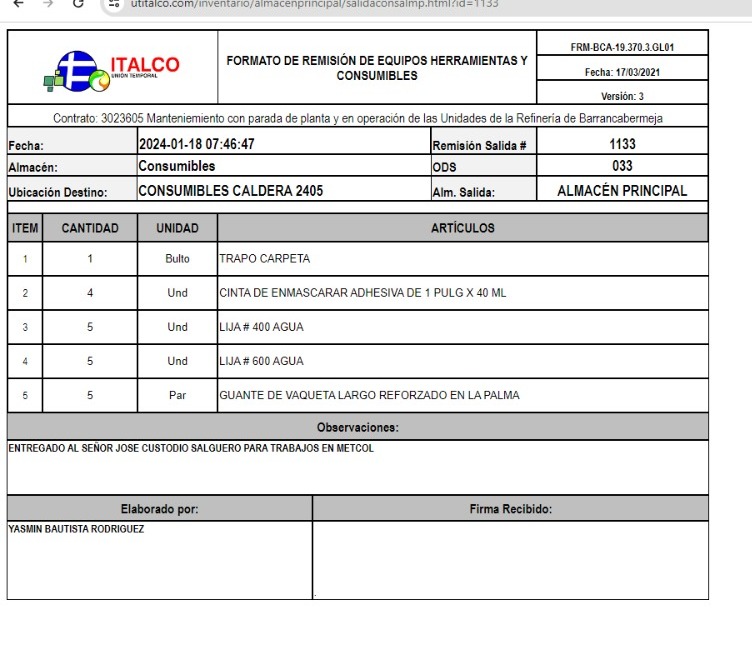 utitalco.com/inventario/almacenprincipal/salidaconsalmp.html?id=1133
ITALCO
UNIÓN TEMPORAL
FORMATO DE REMISIÓN DE EQUIPOS HERRAMIENTAS Y
CONSUMIBLES
FRM-BCA-19.370.3.GL01
Fecha: 17/03/2021
Versión: 3
Contrato: 3023605 Manteniemiento con parada de planta y en operación de las Unidades de la Refinería de Barrancabermeja
Fecha: 2024-01-18 07:46:47 Remisión Salida # 1133
Almacén: Consumibles ODS 033
Ubicación Destino: CONSUMIBLES CALDERA 2405 Alm. Salida: ALMACÉN PRINCIPAL
ITEM CANTIDAD UNIDAD ARTÍCULOS
1 1 Bulto TRAPO CARPETA
2 4 Und CINTA DE ENMASCARAR ADHESIVA DE 1 PULG X 40 ML
3 5 Und LIJA # 400 AGUA
4 5 Und LIJA # 600 AGUA
5 5 Par GUANTE DE VAQUETA LARGO REFORZADO EN LA PALMA
Observaciones:
ENTREGADO AL SEÑOR JOSE CUSTODIO SALGUERO PARA TRABAJOS EN METCOL
Elaborado por: Firma Recibido:
YASMIN BAUTISTA RODRIGUEZ